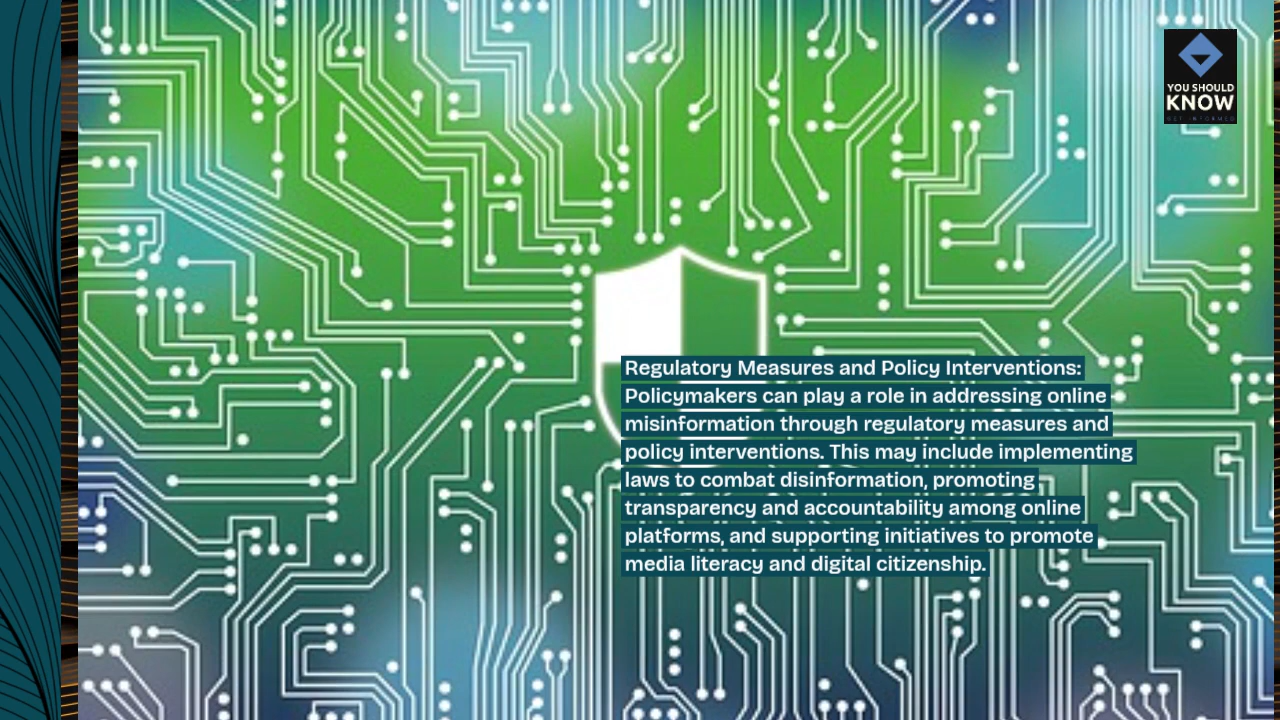 YOU SHOULD
KNOW
GET INFORMED
Regulatory Measures and Policy Interventions:
Policymakers can play a role in addressing online
misinformation through regulatory measures and
policy interventions. This may include implementing
laws to combat disinformation, promoting
transparency and accountability among online
platforms, and supporting initiatives to promote
media literacy and digital citizenship.